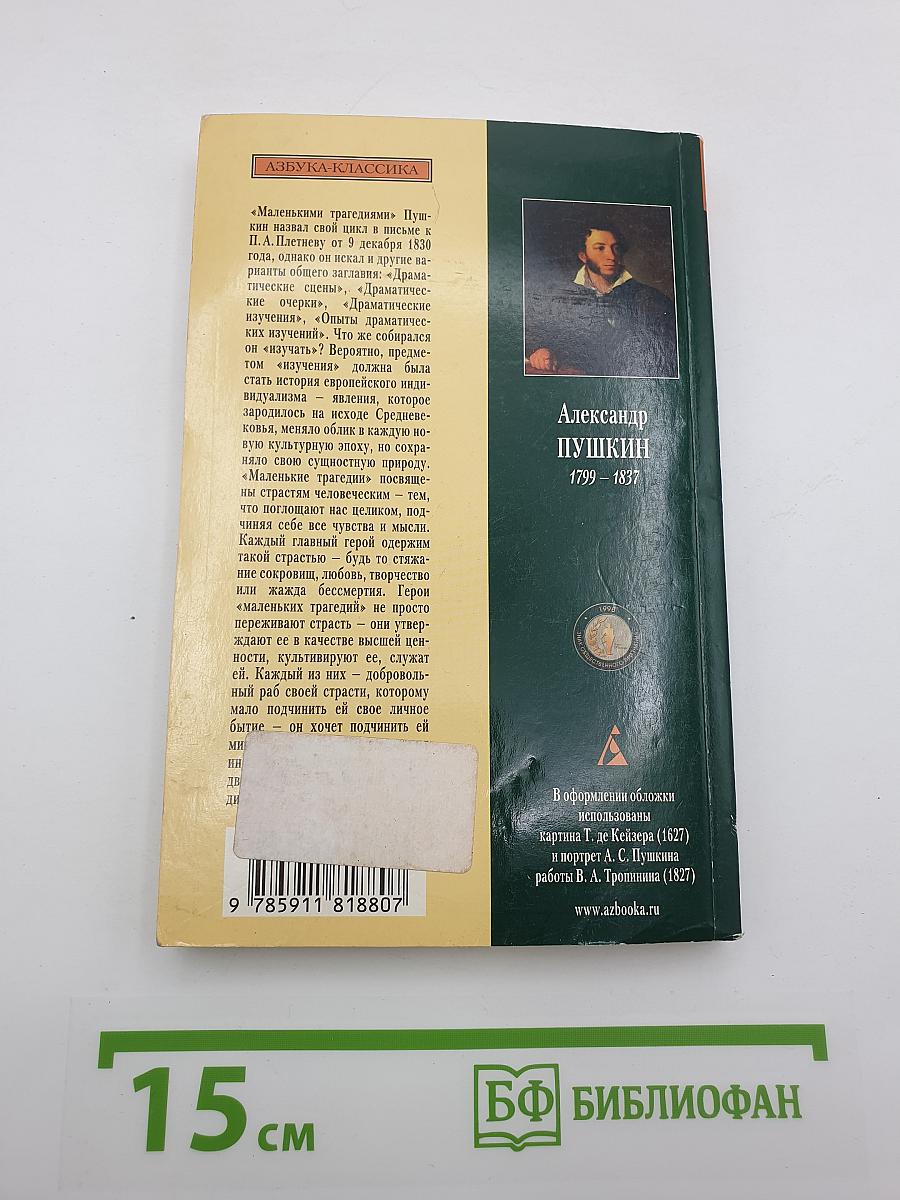 АЗБУКА-КЛАССИКА
«Маленькими трагедиями» Пуш-
кин назвал свой цикл в письме к
П. А. Плетневу от 9 декабря 1830
года, однако он искал и другие ва-
рианты общего заглавия: «Драма-
тические сцены», «Драматичес-
кие очерки», «Драматические
изучения», «Опыты драматичес-
ких изучений». Что же собирался
он «изучать»? Вероятно, предме-
том «изучения» должна была
стать история европейского инди-
видуализма – явления, которое
зародилось на исходе Средневе-
ковья, меняло облик в каждую но-
вую культурную эпоху, но сохра-
няло свою сущностную природу.
«Маленькие трагедии» посвяще-
ны страстям человеческим – тем,
что поглощают нас целиком, под-
чиняя себе все чувства и мысли.
Каждый главный герой одержим
такой страстью – будь то стяжа-
ние сокровищ, любовь, творчество
или жажда бессмертия. Герои
«маленьких трагедий» не просто
переживают страсть – они утвер-
ждают ее в качестве высшей цен-
ности, культивируют ее, служат
ей. Каждый из них – доброволь-
ный раб своей страсти, которому
мало подчинить ей свое личное
бытие – он хочет подчинить ей
9 785911 818807
Александр
ПУШКИН
1799 – 1837
1998
В оформлении обложки
использованы
картина Т. де Кейзера (1627)
и портрет А. С. Пушкина
работы В. А. Тропинина (1827)
www.azbooka.ru
15 см
БФ БИБЛИОФАН